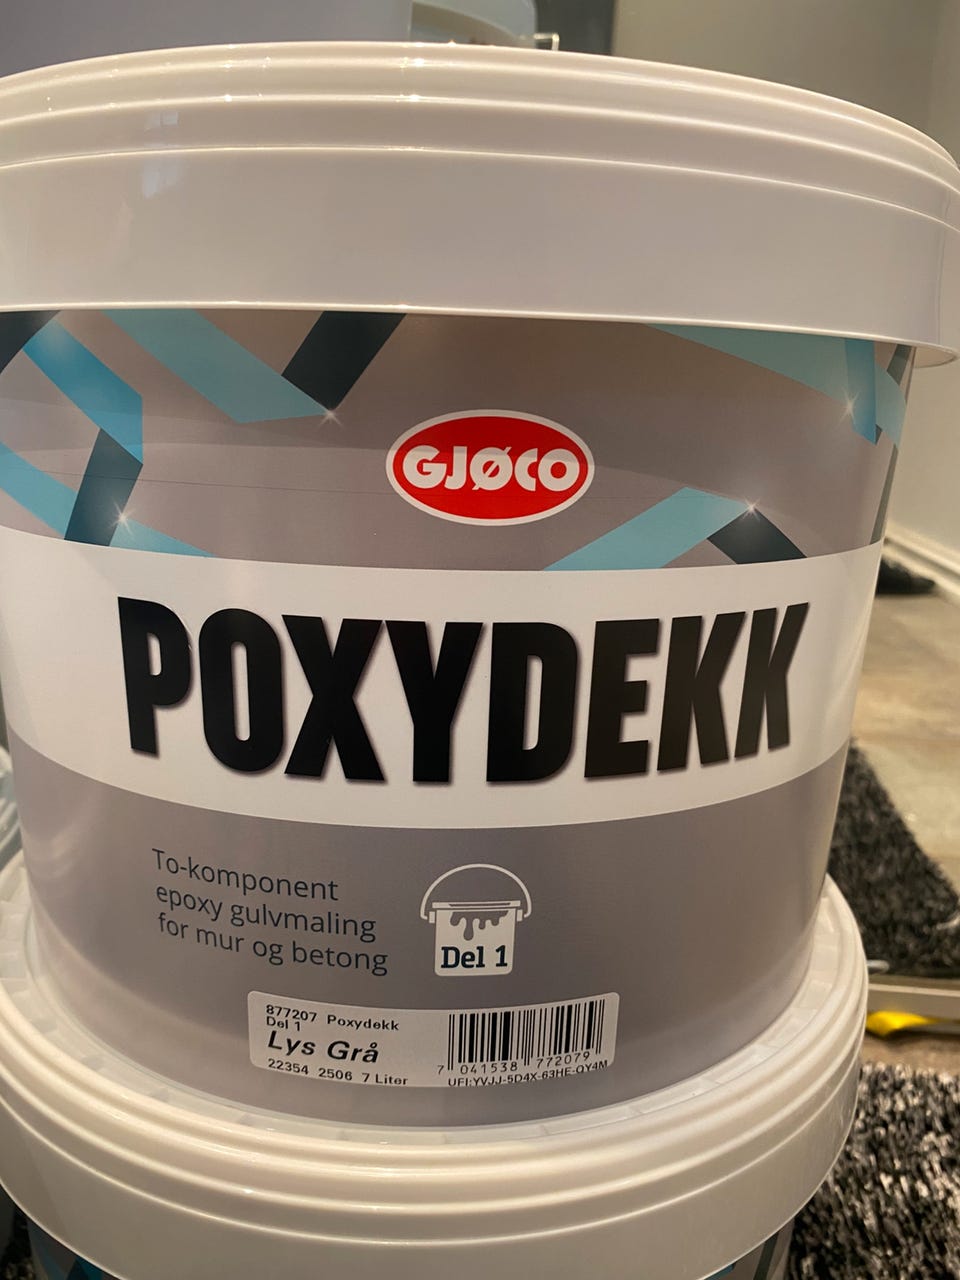 GJØCO
POXYDEKK
To-komponent
epoxy gulvmaling
for mur og betong
Del 1
877207 Poxydekk
Del 1
Lys Grå
22354 2506 7 Liter
7 041538 772079
UFI:YVJJ-5D4X-63HE-QY4M